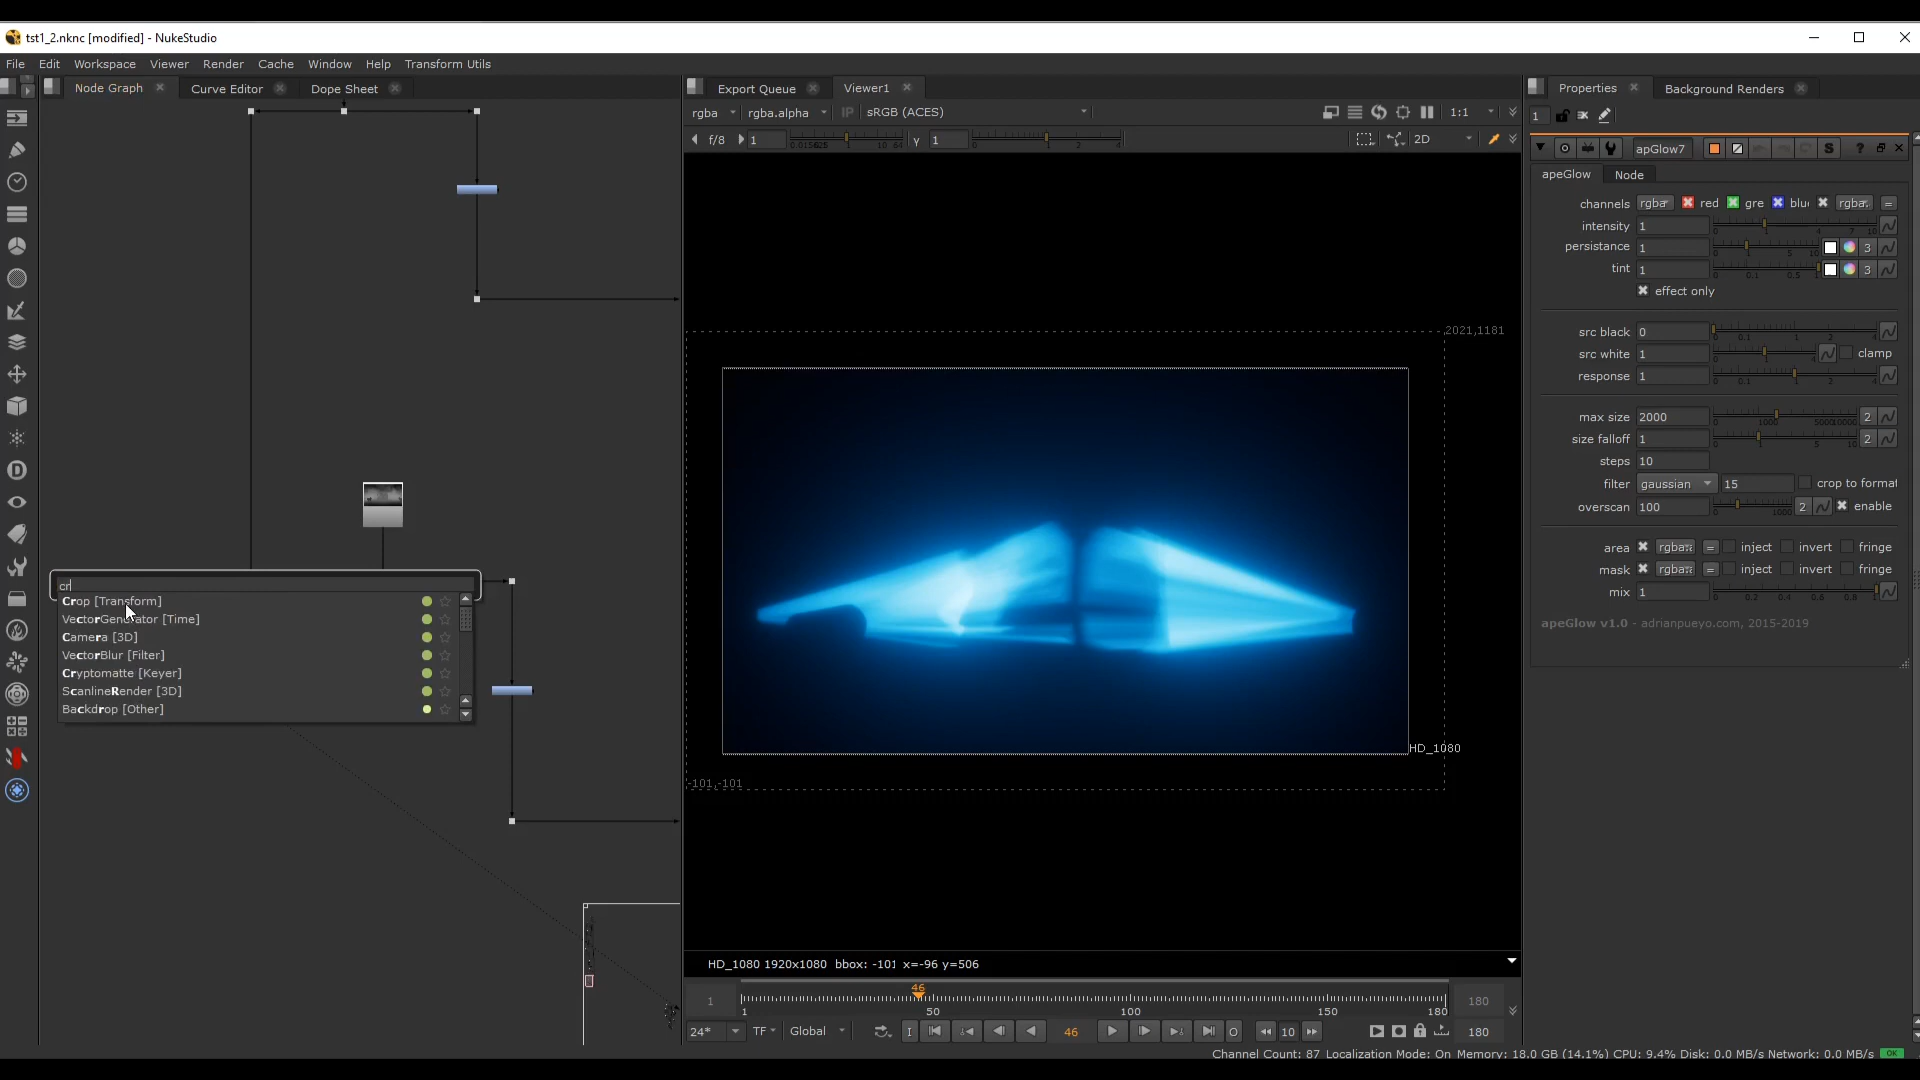 tst1_2.nknc [modified] - NukeStudio
File Edit Workspace Viewer Render Cache Window Help Transform Utils
Node Graph Curve Editor Dope Sheet
Export Queue Viewer1
Properties Background Renders
rgba rgba.alpha IP sRGB (ACES) 1:1
1
f/8 1 γ 1 2D
apGlow7 S ?
apeGlow Node
channels rgba red gre blu rgba. =
intensity 1
persistance 1 3
tint 1 3
effect only
src black 0
src white 1 clamp
response 1
max size 2000 2
size falloff 1 2
steps 10
filter gaussian 15 crop to format
overscan 100 2 enable
area = inject invert fringe
mask = inject invert fringe
mix 1
apeGlow v1.0 - adrianpueyo.com, 2015-2019
cr
Crop [Transform]
VectorGenerator [Time]
Camera [3D]
VectorBlur [Filter]
Cryptomatte [Keyer]
ScanlineRender [3D]
Backdrop [Other]
2021,1181
HD_1080
-101,-101
HD_1080 1920x1080 bbox: -101 x=-96 y=506
46
1 1 50 100 150 180 180
24* TF Global I 46 O 10 180
Channel Count: 87 Localization Mode: On Memory: 18.0 GB (14.1%) CPU: 9.4% Disk: 0.0 MB/s Network: 0.0 MB/s OK